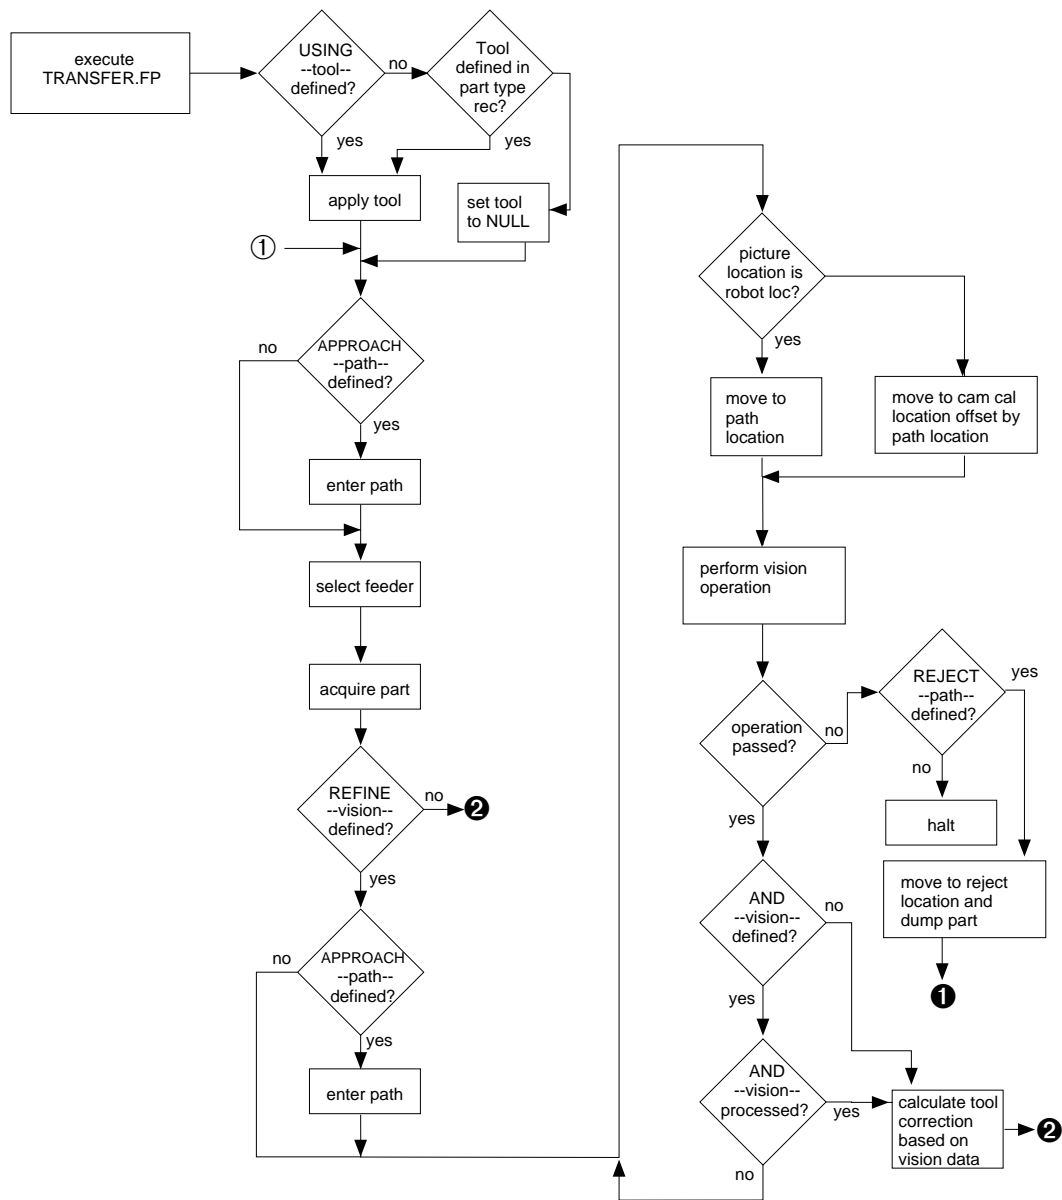 execute
TRANSFER.FP
USING
--tool--
defined?
no
Tool
defined in
part type
rec?
yes
yes
apply tool
set tool
to NULL
①
APPROACH
--path--
defined?
no
yes
enter path
select feeder
acquire part
REFINE
--vision--
defined?
no
❷
yes
APPROACH
--path--
defined?
no
yes
enter path
picture
location is
robot loc?
yes
move to
path
location
move to cam cal
location offset by
path location
perform vision
operation
operation
passed?
no
REJECT
--path--
defined?
yes
no
halt
yes
move to reject
location and
dump part
❶
AND
--vision--
defined?
no
yes
AND
--vision--
processed?
yes
no
calculate tool
correction
based on
vision data
❷